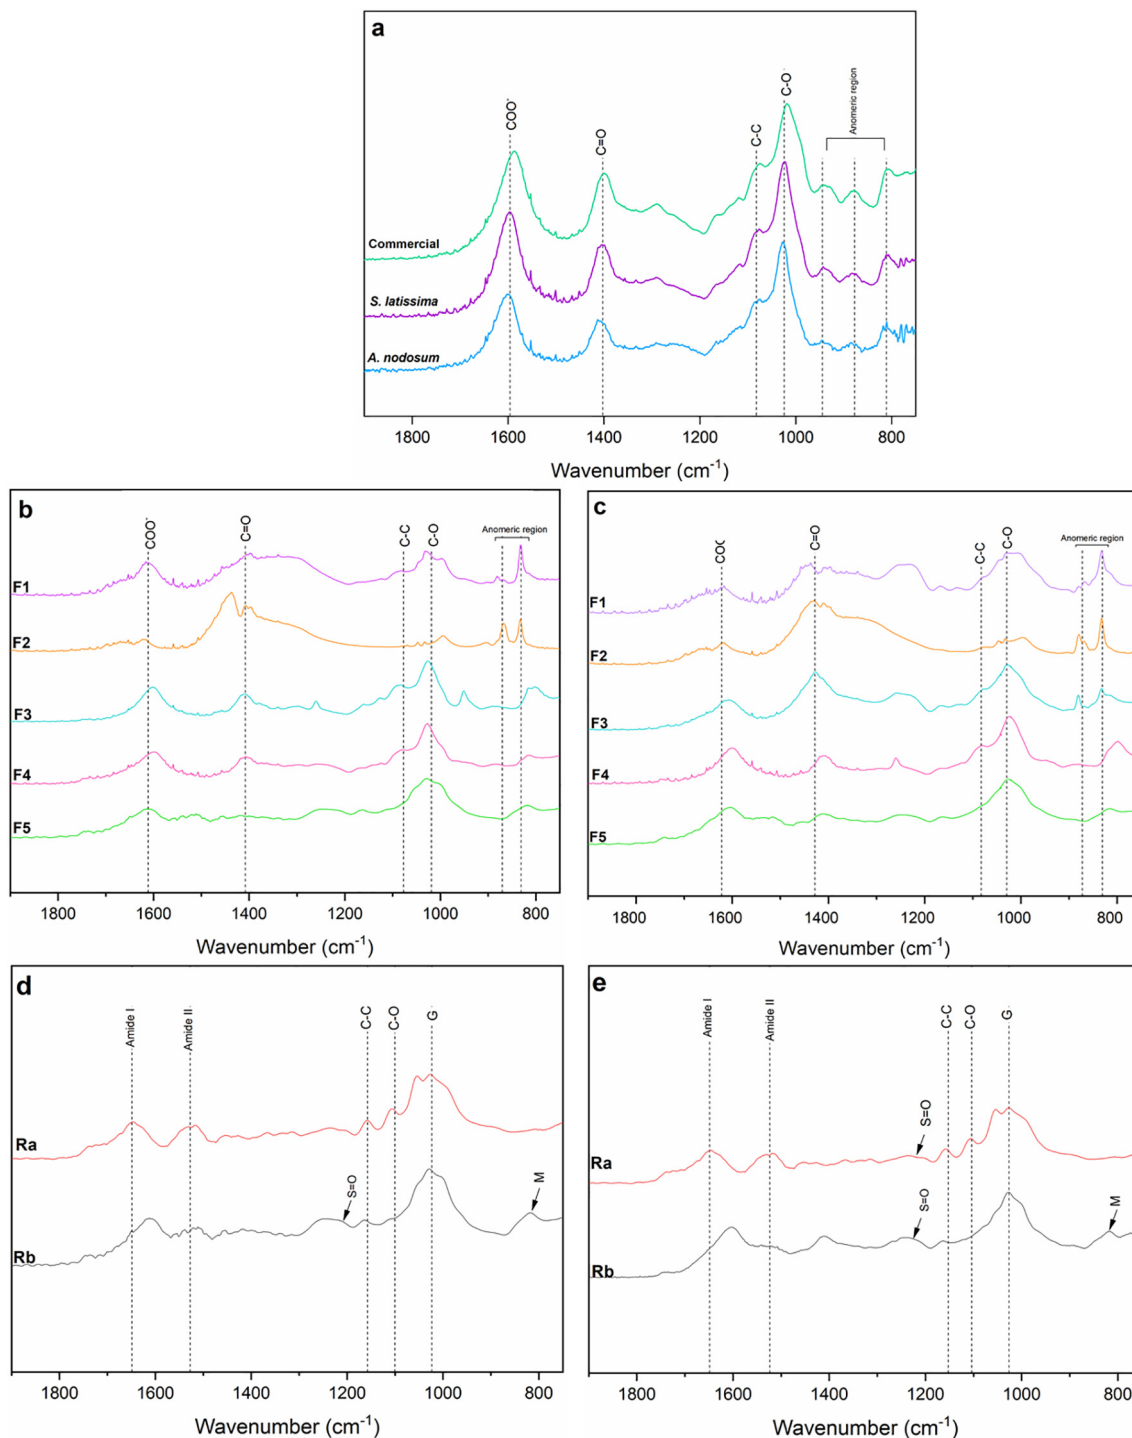 a
COO⁻
C=O
C-C
C-O
Anomeric region
Commercial
S. latissima
A. nodosum
1800 1600 1400 1200 1000 800
Wavenumber (cm⁻¹)
b
COO⁻
C=O
C-C
C-O
Anomeric region
F1
F2
F3
F4
F5
1800 1600 1400 1200 1000 800
Wavenumber (cm⁻¹)
c
COO
C=O
C-C
C-O
Anomeric region
F1
F2
F3
F4
F5
1800 1600 1400 1200 1000 800
Wavenumber (cm⁻¹)
d
Amide I
Amide II
C-C
C-O
G
Ra
S=O
M
Rb
1800 1600 1400 1200 1000 800
Wavenumber (cm⁻¹)
e
Amide I
Amide II
C-C
C-O
G
S=O
Ra
S=O
M
Rb
1800 1600 1400 1200 1000 800
Wavenumber (cm⁻¹)